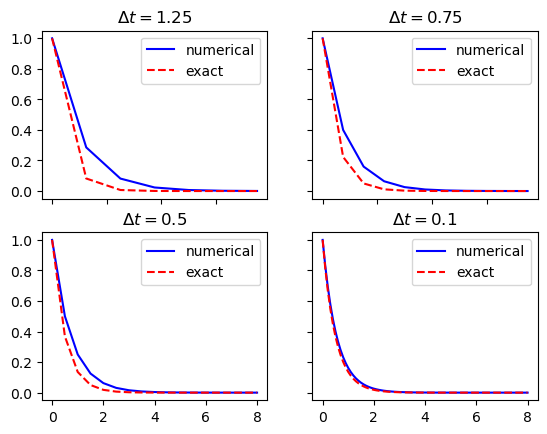 Δt = 1.25
Δt = 0.75
1.0
0.8
0.6
0.4
0.2
0.0
numerical
exact
numerical
exact
Δt = 0.5
Δt = 0.1
1.0
0.8
0.6
0.4
0.2
0.0
numerical
exact
numerical
exact
0 2 4 6 8
0 2 4 6 8